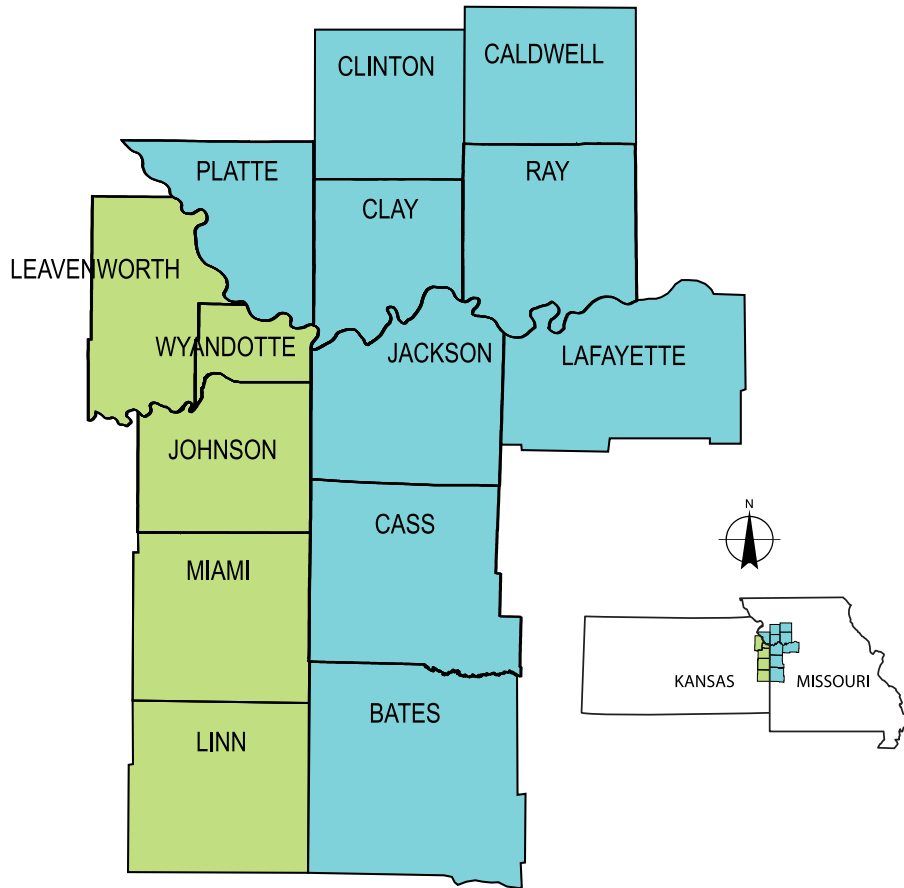 CALDWELL
CLINTON
PLATTE
RAY
CLAY
LEAVENWORTH
WYANDOTTE
JACKSON
LAFAYETTE
JOHNSON
CASS
MIAMI
BATES
LINN
N
KANSAS
MISSOURI